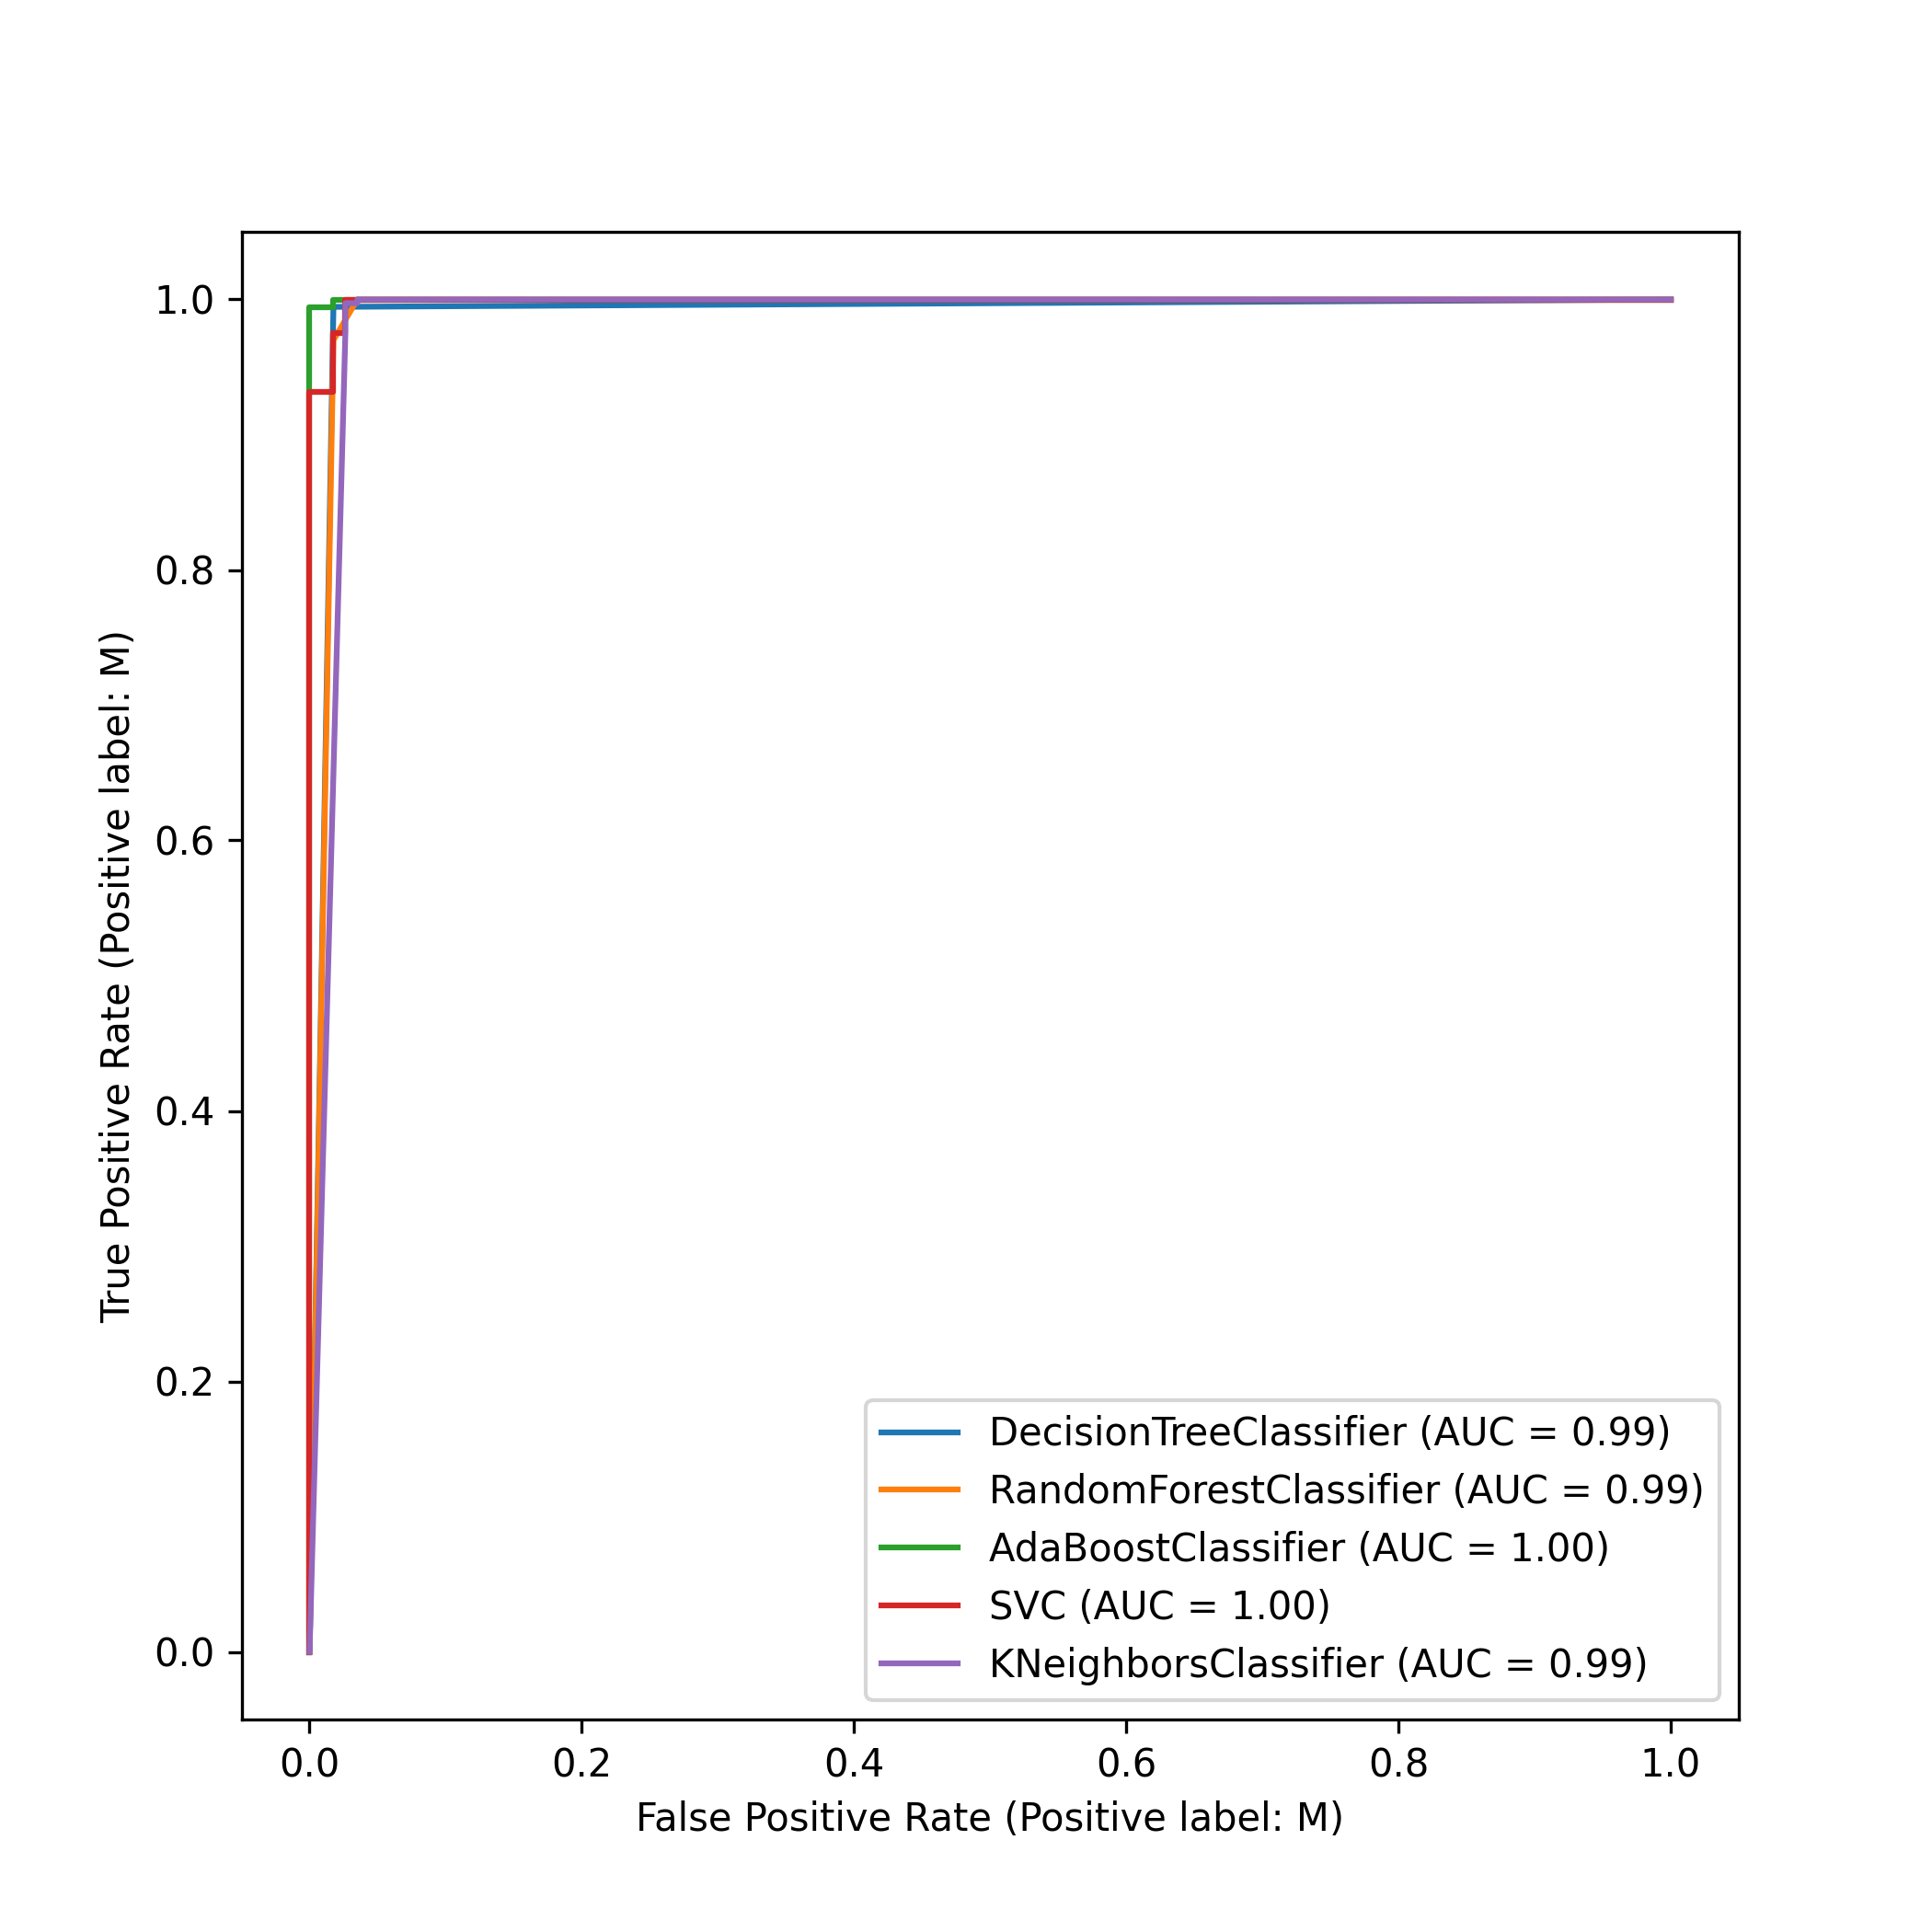 1.0
0.8
0.6
0.4
0.2
0.0
True Positive Rate (Positive label: M)
DecisionTreeClassifier (AUC = 0.99)
RandomForestClassifier (AUC = 0.99)
AdaBoostClassifier (AUC = 1.00)
SVC (AUC = 1.00)
KNeighborsClassifier (AUC = 0.99)
0.0 0.2 0.4 0.6 0.8 1.0
False Positive Rate (Positive label: M)